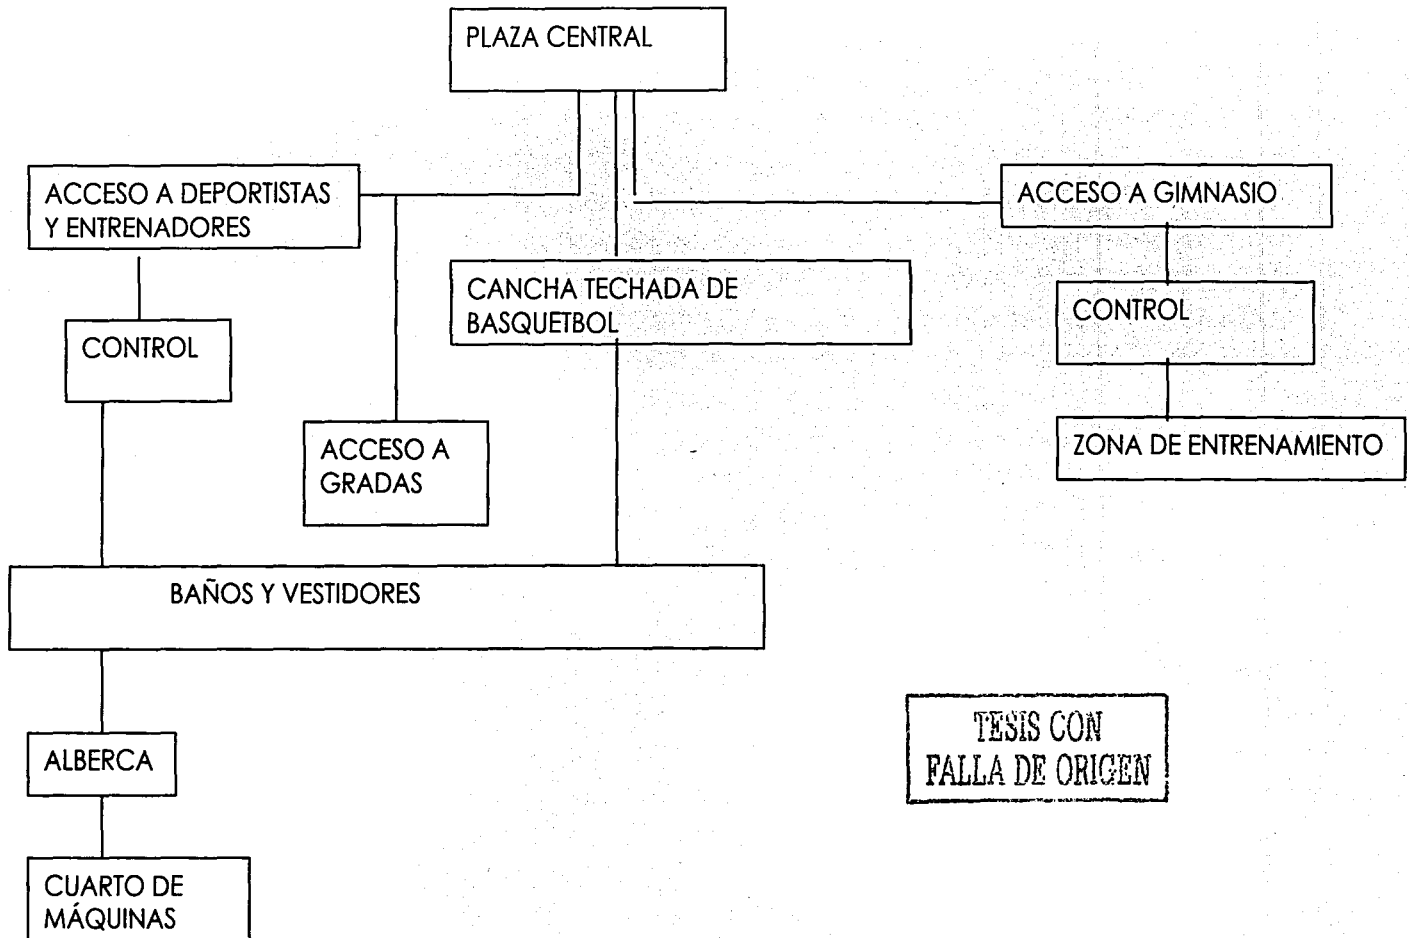 PLAZA CENTRAL
ACCESO A DEPORTISTAS
Y ENTRENADORES
ACCESO A GIMNASIO
CANCHA TECHADA DE
BASQUETBOL
CONTROL
CONTROL
ACCESO A
GRADAS
ZONA DE ENTRENAMIENTO
BAÑOS Y VESTIDORES
TESIS CON
FALLA DE ORIGEN
ALBERCA
CUARTO DE
MÁQUINAS